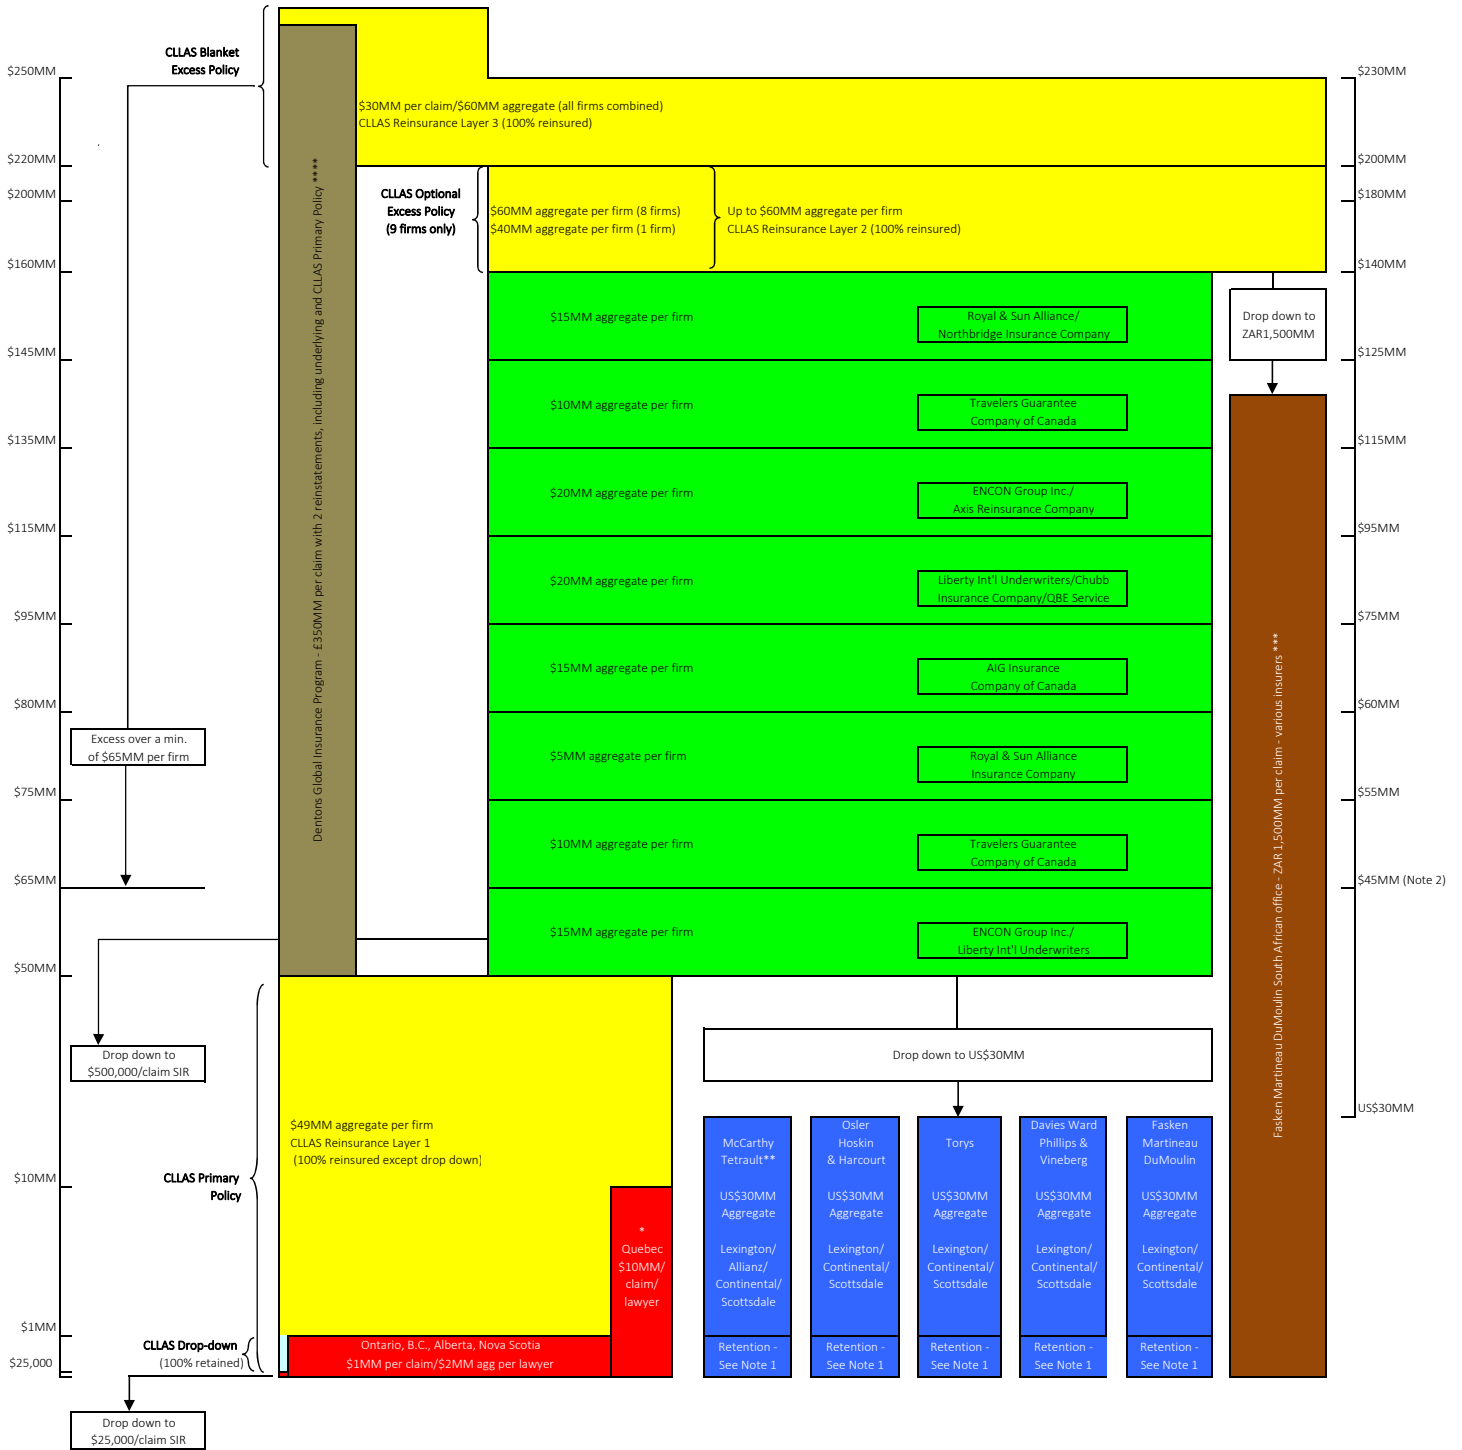 CLLAS Blanket
Excess Policy
$250MM
$230MM
$30MM per claim/$60MM aggregate (all firms combined)
CLLAS Reinsurance Layer 3 (100% reinsured)
$220MM
$200MM
$200MM
$180MM
CLLAS Optional
Excess Policy
(9 firms only)
$60MM aggregate per firm (8 firms)
$40MM aggregate per firm (1 firm)
Up to $60MM aggregate per firm
CLLAS Reinsurance Layer 2 (100% reinsured)
$160MM
$140MM
Dentons Global Insurance Program - £350MM per claim with 2 reinstatements, including underlying and CLLAS Primary Policy ****
$15MM aggregate per firm
Royal & Sun Alliance/
Northbridge Insurance Company
Drop down to
ZAR1,500MM
$145MM
$125MM
$10MM aggregate per firm
Travelers Guarantee
Company of Canada
$135MM
$115MM
$20MM aggregate per firm
ENCON Group Inc./
Axis Reinsurance Company
$115MM
$95MM
$20MM aggregate per firm
Liberty Int'l Underwriters/Chubb
Insurance Company/QBE Service
$95MM
$75MM
$15MM aggregate per firm
AIG Insurance
Company of Canada
$80MM
$60MM
Excess over a min.
of $65MM per firm
$5MM aggregate per firm
Royal & Sun Alliance
Insurance Company
$75MM
$55MM
$10MM aggregate per firm
Travelers Guarantee
Company of Canada
$65MM
$45MM (Note 2)
$15MM aggregate per firm
ENCON Group Inc./
Liberty Int'l Underwriters
$50MM
Fasken Martineau DuMoulin South African office - ZAR 1,500MM per claim - various insurers ***
Drop down to
$500,000/claim SIR
Drop down to US$30MM
US$30MM
$49MM aggregate per firm
CLLAS Reinsurance Layer 1
(100% reinsured except drop down)
CLLAS Primary
Policy
$10MM
*
Quebec
$10MM/
claim/
lawyer
McCarthy
Tetrault**
US$30MM
Aggregate
Lexington/
Allianz/
Continental/
Scottsdale
Osler
Hoskin
& Harcourt
US$30MM
Aggregate
Lexington/
Continental/
Scottsdale
Torys
US$30MM
Aggregate
Lexington/
Continental/
Scottsdale
Davies Ward
Phillips &
Vineberg
US$30MM
Aggregate
Lexington/
Continental/
Scottsdale
Fasken
Martineau
DuMoulin
US$30MM
Aggregate
Lexington/
Continental/
Scottsdale
$1MM
CLLAS Drop-down
(100% retained)
$25,000
Ontario, B.C., Alberta, Nova Scotia
$1MM per claim/$2MM agg per lawyer
Retention -
See Note 1
Retention -
See Note 1
Retention -
See Note 1
Retention -
See Note 1
Retention -
See Note 1
Drop down to
$25,000/claim SIR